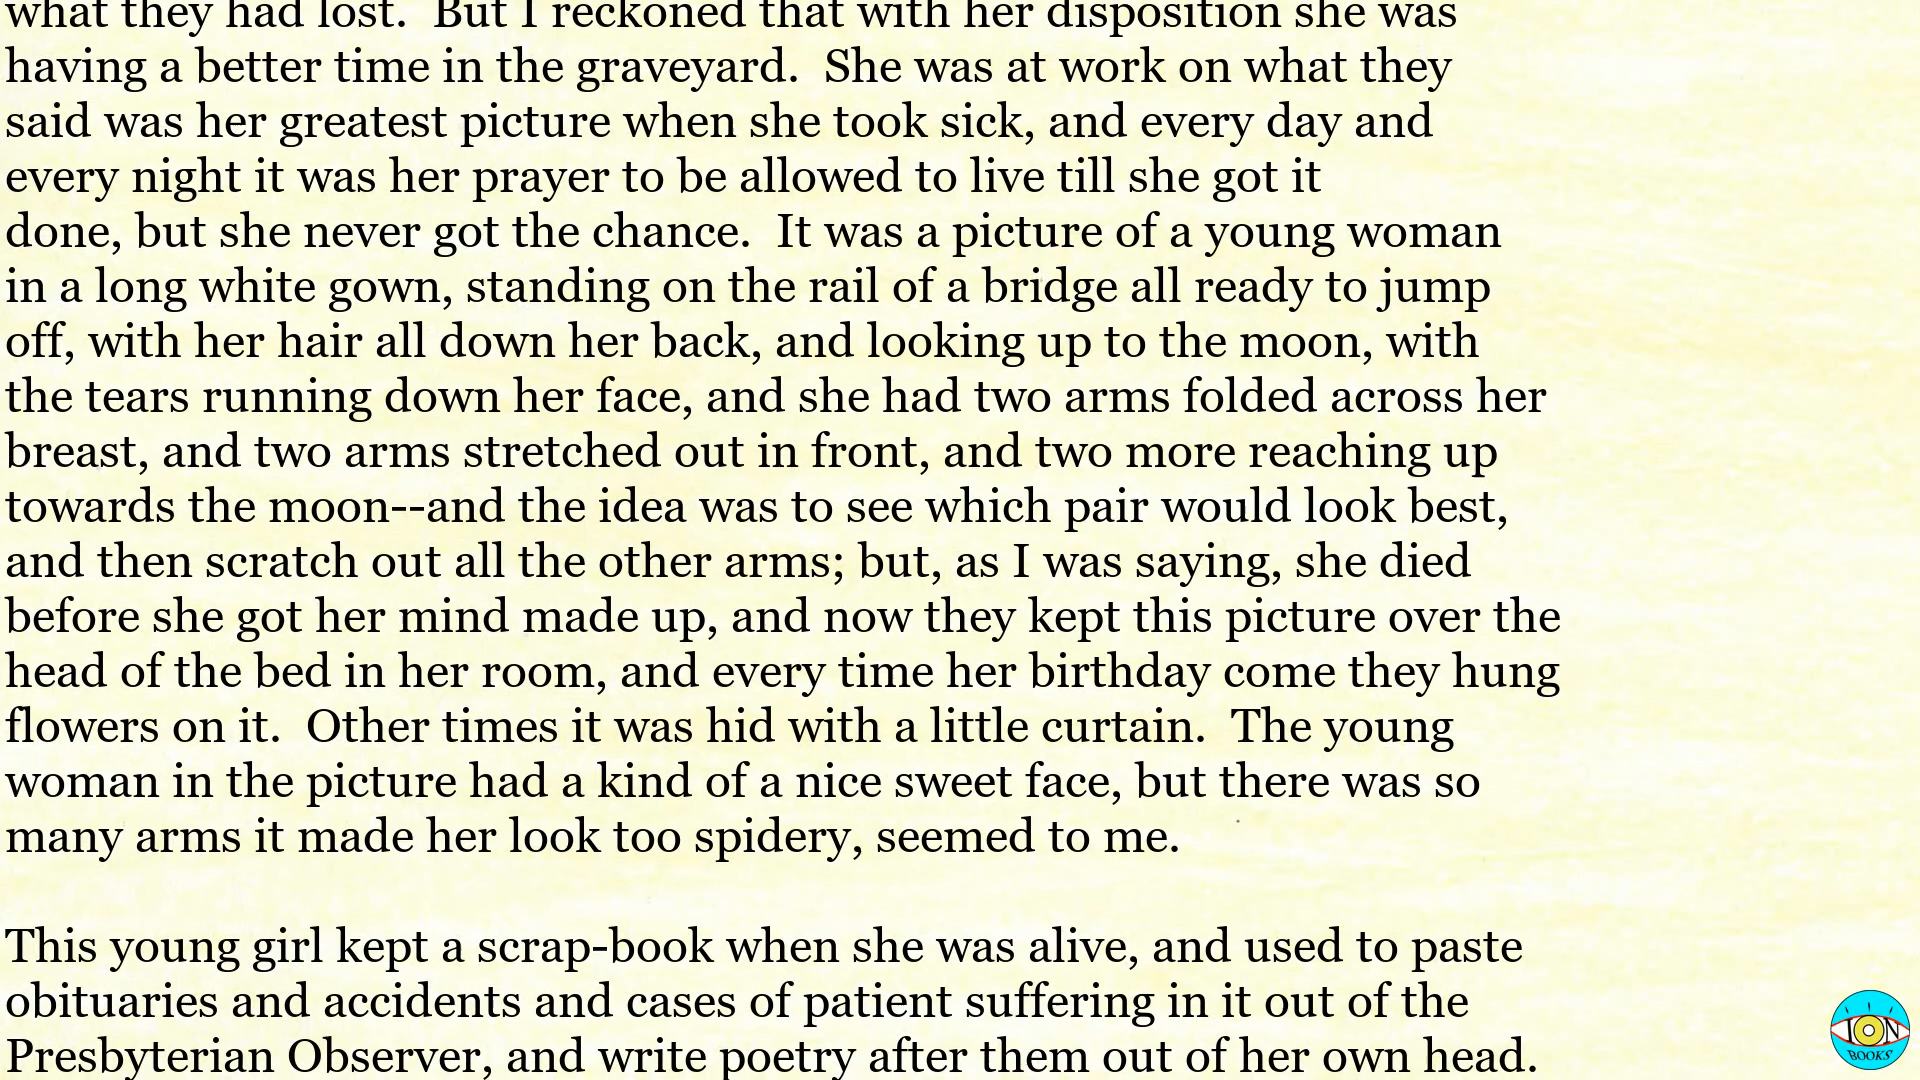 what they had lost.  But I reckoned that with her disposition she was
having a better time in the graveyard.  She was at work on what they
said was her greatest picture when she took sick, and every day and
every night it was her prayer to be allowed to live till she got it
done, but she never got the chance.  It was a picture of a young woman
in a long white gown, standing on the rail of a bridge all ready to jump
off, with her hair all down her back, and looking up to the moon, with
the tears running down her face, and she had two arms folded across her
breast, and two arms stretched out in front, and two more reaching up
towards the moon--and the idea was to see which pair would look best,
and then scratch out all the other arms; but, as I was saying, she died
before she got her mind made up, and now they kept this picture over the
head of the bed in her room, and every time her birthday come they hung
flowers on it.  Other times it was hid with a little curtain.  The young
woman in the picture had a kind of a nice sweet face, but there was so
many arms it made her look too spidery, seemed to me.

This young girl kept a scrap-book when she was alive, and used to paste
obituaries and accidents and cases of patient suffering in it out of the
Presbyterian Observer, and write poetry after them out of her own head.
ION
BOOKS